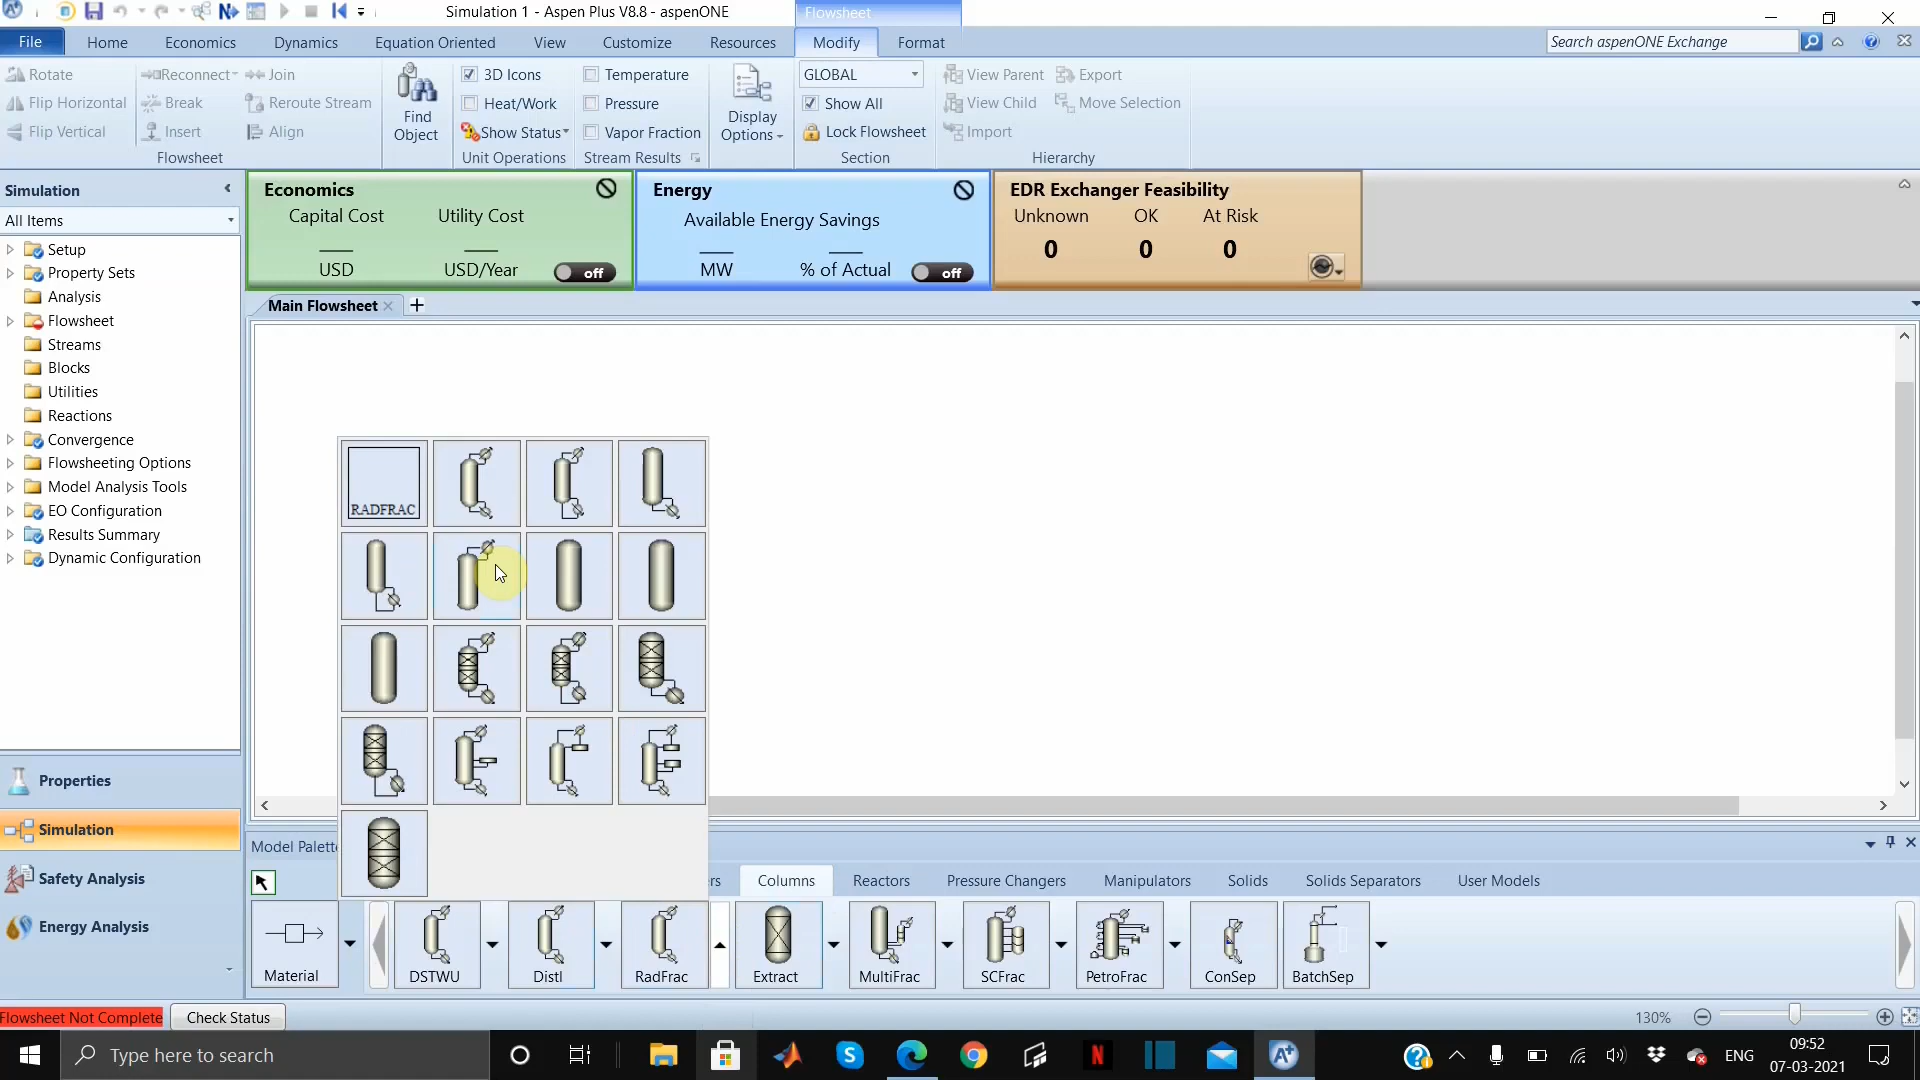 Simulation 1 - Aspen Plus V8.8 - aspenONE
Flowsheet
File Home Economics Dynamics Equation Oriented View Customize Resources Modify Format
Search aspenONE Exchange
Rotate Reconnect Join 3D Icons Temperature GLOBAL View Parent Export
Flip Horizontal Break Reroute Stream Find Heat/Work Pressure Display Show All View Child Move Selection
Flip Vertical Insert Align Object Show Status Vapor Fraction Options Lock Flowsheet Import
Flowsheet Unit Operations Stream Results Section Hierarchy
Simulation
All Items
Setup
Property Sets
Analysis
Flowsheet
Streams
Blocks
Utilities
Reactions
Convergence
Flowsheeting Options
Model Analysis Tools
EO Configuration
Results Summary
Dynamic Configuration
Properties
Simulation
Safety Analysis
Energy Analysis
Economics
Capital Cost Utility Cost
USD USD/Year off
Energy
Available Energy Savings
MW % of Actual off
EDR Exchanger Feasibility
Unknown OK At Risk
0 0 0
Main Flowsheet
RADFRAC
Model Palett
rs Columns Reactors Pressure Changers Manipulators Solids Solids Separators User Models
Material DSTWU Distl RadFrac Extract MultiFrac SCFrac PetroFrac ConSep BatchSep
Flowsheet Not Complete Check Status 130%
Type here to search
ENG
09:52
07-03-2021